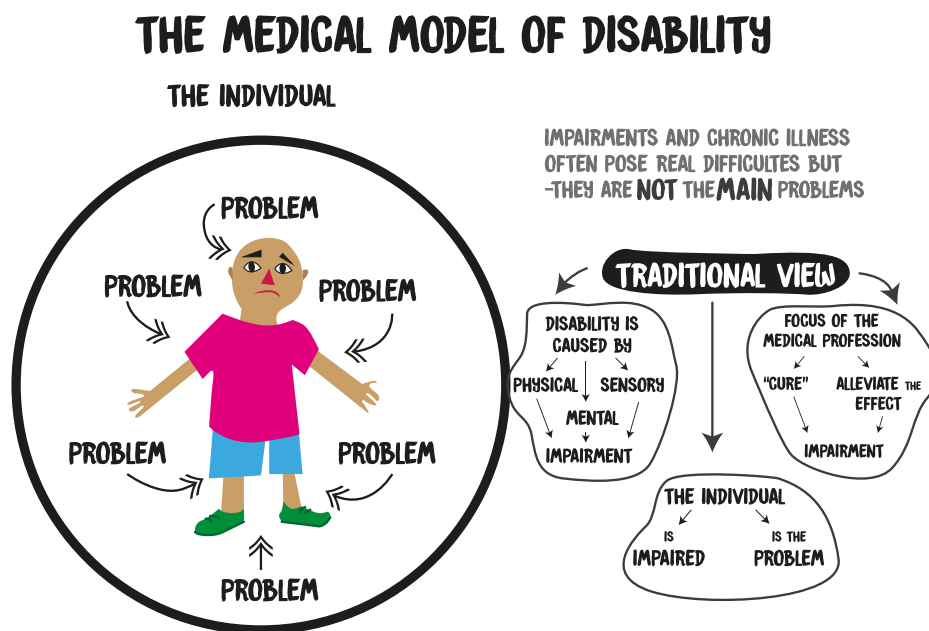 THE MEDICAL MODEL OF DISABILITY
THE INDIVIDUAL
PROBLEM
PROBLEM
PROBLEM
PROBLEM
PROBLEM
PROBLEM
IMPAIRMENTS AND CHRONIC ILLNESS
OFTEN POSE REAL DIFFICULTES BUT
-THEY ARE NOT THE MAIN PROBLEMS
TRADITIONAL VIEW
DISABILITY IS
CAUSED BY
PHYSICAL SENSORY
MENTAL
IMPAIRMENT
FOCUS OF THE
MEDICAL PROFESSION
"CURE" ALLEVIATE THE
EFFECT
IMPAIRMENT
THE INDIVIDUAL
IS IS THE
IMPAIRED PROBLEM